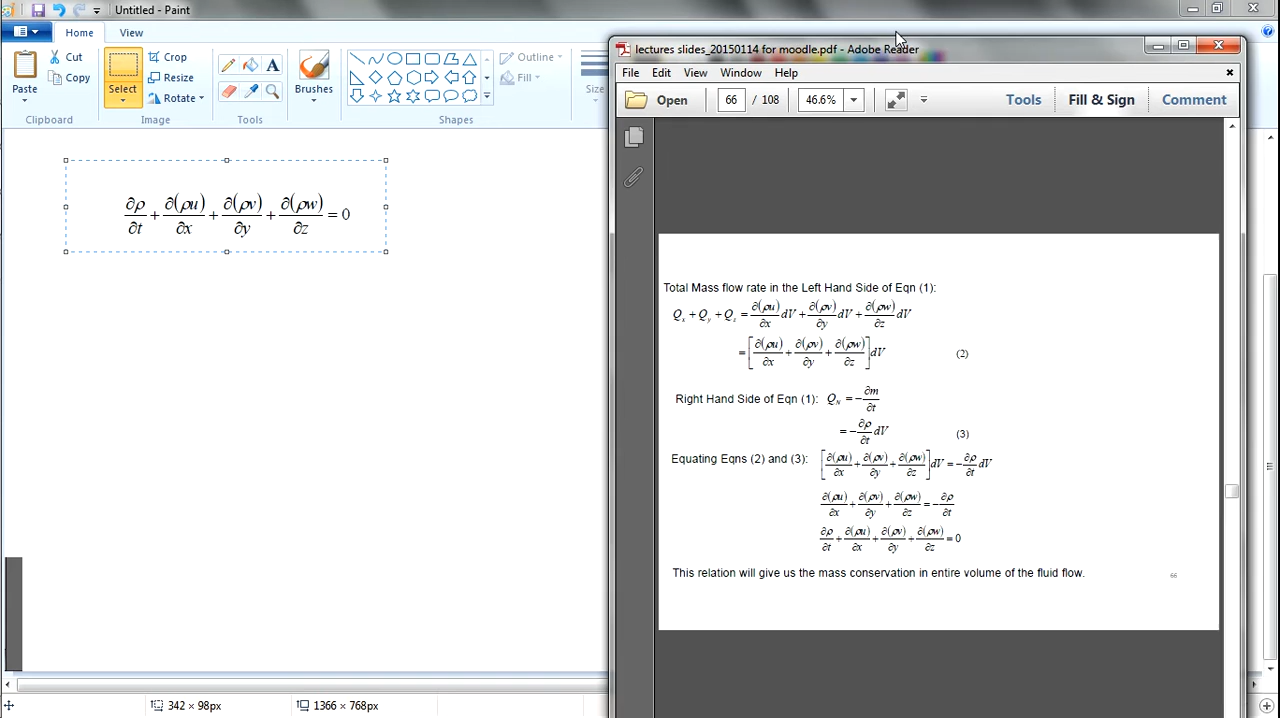 Untitled - Paint
Home View
Paste
Cut
Copy
Clipboard
Select
Crop
Resize
Rotate
Image
A
Tools
Brushes
Shapes
Outline
Fill
Size
∂ρ/∂t + ∂(ρu)/∂x + ∂(ρv)/∂y + ∂(ρw)/∂z = 0
342 × 98px
1366 × 768px
lectures slides_20150114 for moodle.pdf - Adobe Reader
File Edit View Window Help
Open 66 / 108 46.6% Tools Fill & Sign Comment
Total Mass flow rate in the Left Hand Side of Eqn (1):
Qx + Qy + Qz = ∂(ρu)/∂x dV + ∂(ρv)/∂y dV + ∂(ρw)/∂z dV
= [∂(ρu)/∂x + ∂(ρv)/∂y + ∂(ρw)/∂z] dV (2)
Right Hand Side of Eqn (1): QN = −∂m/∂t
= −∂ρ/∂t dV (3)
Equating Eqns (2) and (3): [∂(ρu)/∂x + ∂(ρv)/∂y + ∂(ρw)/∂z] dV = −∂ρ/∂t dV
∂(ρu)/∂x + ∂(ρv)/∂y + ∂(ρw)/∂z = −∂ρ/∂t
∂ρ/∂t + ∂(ρu)/∂x + ∂(ρv)/∂y + ∂(ρw)/∂z = 0
This relation will give us the mass conservation in entire volume of the fluid flow.
66